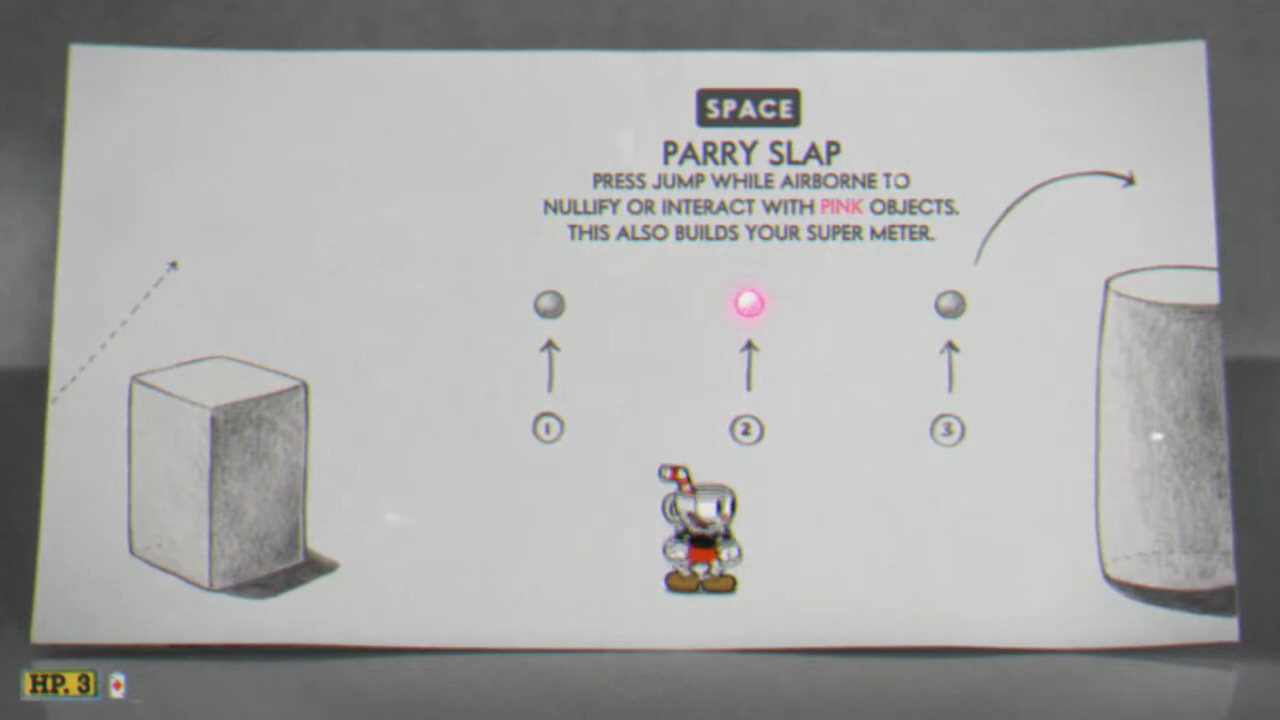 SPACE
PARRY SLAP
PRESS JUMP WHILE AIRBORNE TO
NULLIFY OR INTERACT WITH PINK OBJECTS.
THIS ALSO BUILDS YOUR SUPER METER.
1 2 3
HP. 3